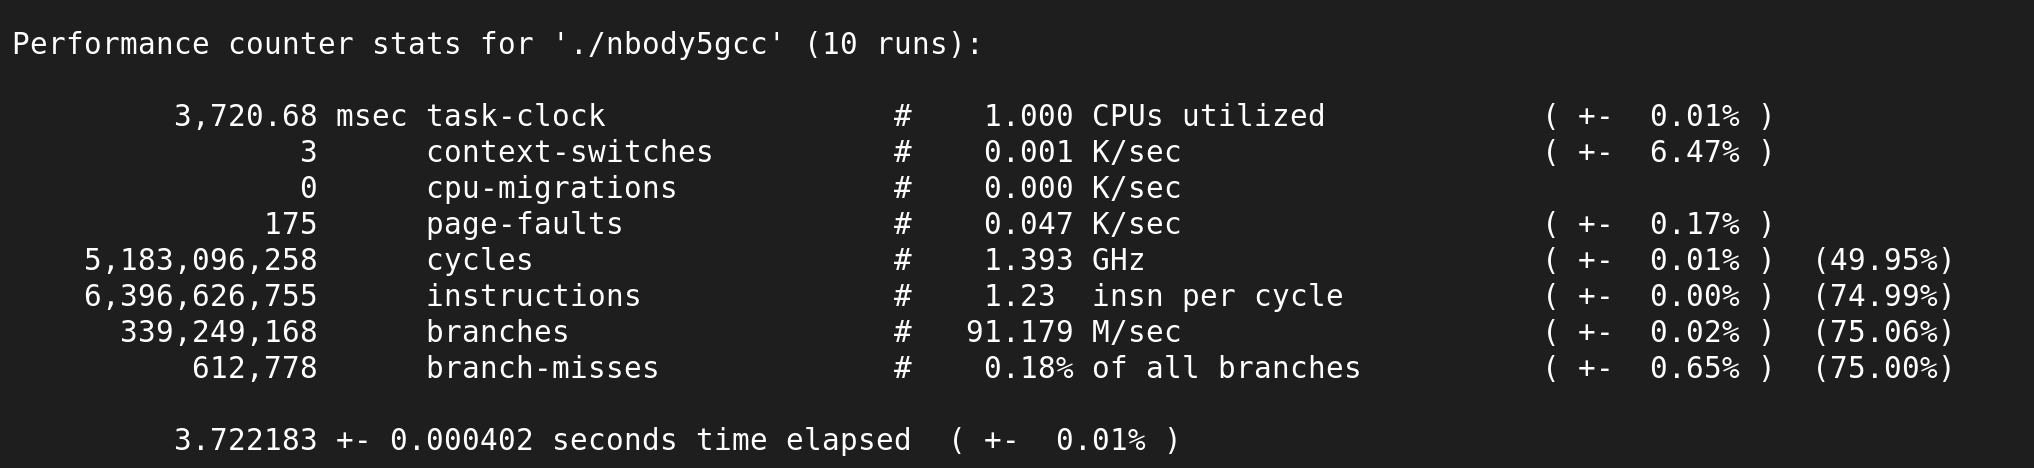 Performance counter stats for './nbody5gcc' (10 runs):
3,720.68 msec task-clock # 1.000 CPUs utilized ( +- 0.01% )
3 context-switches # 0.001 K/sec ( +- 6.47% )
0 cpu-migrations # 0.000 K/sec
175 page-faults # 0.047 K/sec ( +- 0.17% )
5,183,096,258 cycles # 1.393 GHz ( +- 0.01% ) (49.95%)
6,396,626,755 instructions # 1.23 insn per cycle ( +- 0.00% ) (74.99%)
339,249,168 branches # 91.179 M/sec ( +- 0.02% ) (75.06%)
612,778 branch-misses # 0.18% of all branches ( +- 0.65% ) (75.00%)
3.722183 +- 0.000402 seconds time elapsed ( +- 0.01% )